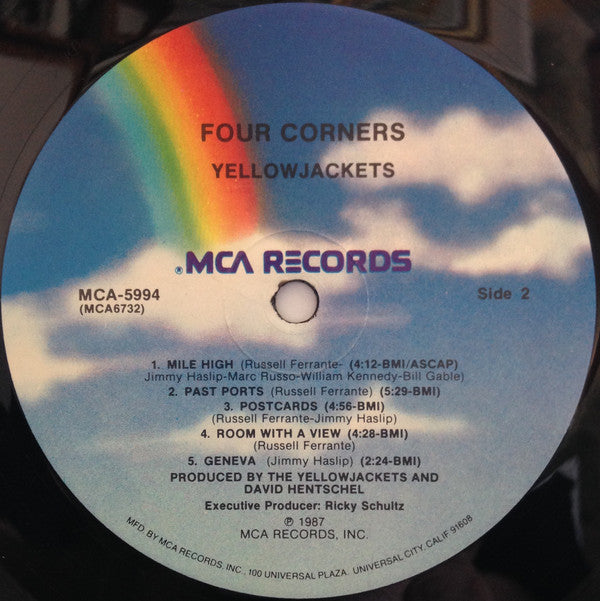 FOUR CORNERS
YELLOWJACKETS
®MCA RECORDS
MCA-5994
(MCA6732)
Side 2
1. MILE HIGH (Russell Ferrante- (4:12-BMI/ASCAP)
Jimmy Haslip-Marc Russo-William Kennedy-Bill Gable)
2. PAST PORTS (Russell Ferrante) (5:29-BMI)
3. POSTCARDS (4:56-BMI)
(Russell Ferrante-Jimmy Haslip)
4. ROOM WITH A VIEW (4:28-BMI)
(Russell Ferrante)
5. GENEVA (Jimmy Haslip) (2:24-BMI)
PRODUCED BY THE YELLOWJACKETS AND
DAVID HENTSCHEL
Executive Producer: Ricky Schultz
℗ 1987
MCA RECORDS, INC.
MFD. BY MCA RECORDS, INC., 100 UNIVERSAL PLAZA, UNIVERSAL CITY, CALIF. 91608